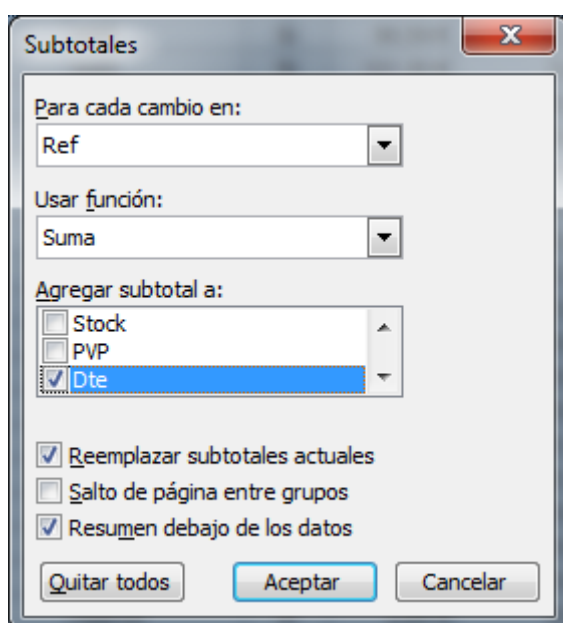 Subtotales
Para cada cambio en:
Ref
Usar función:
Suma
Agregar subtotal a:
Stock
PVP
Dte
Reemplazar subtotales actuales
Salto de página entre grupos
Resumen debajo de los datos
Quitar todos Aceptar Cancelar